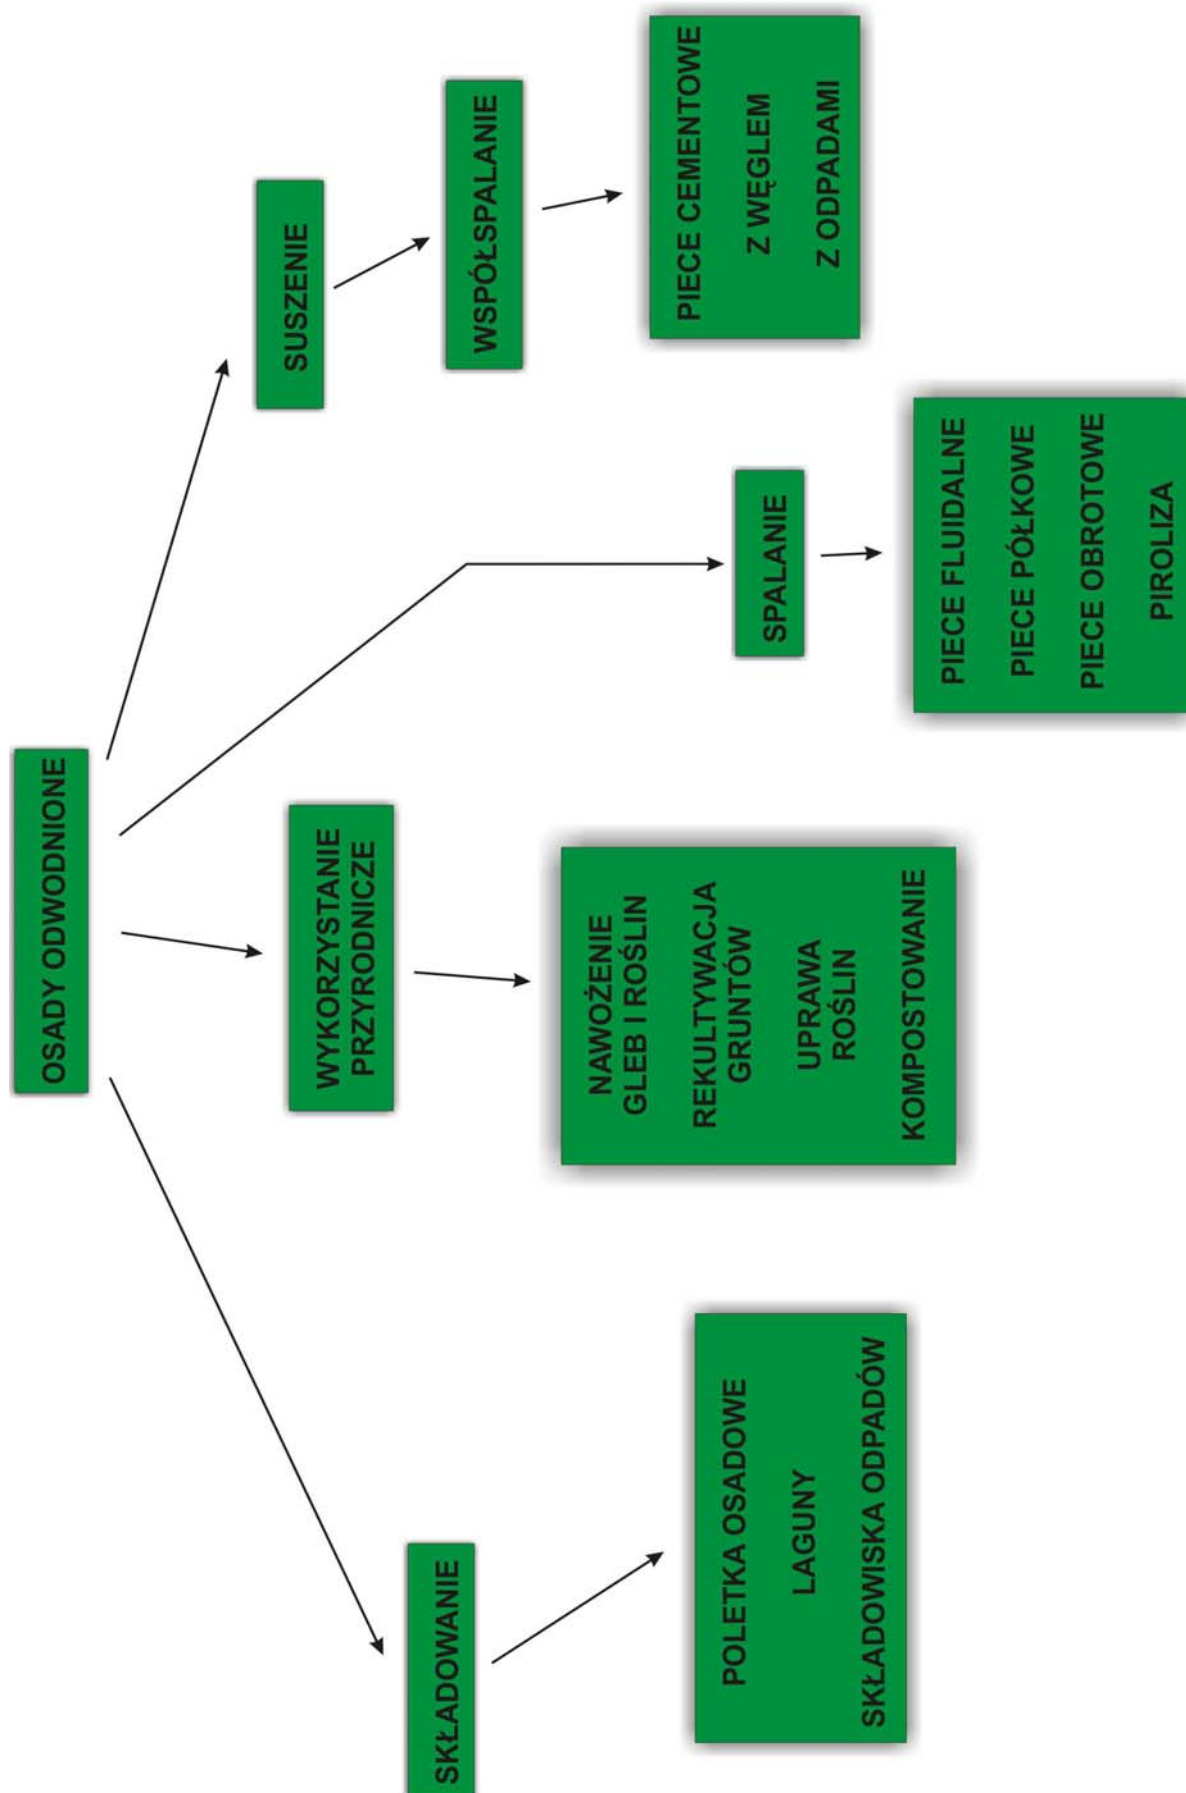 OSADY ODWODNIONE
SKŁADOWANIE
POLETKA OSADOWE
LAGUNY
SKŁADOWISKA ODPADÓW
WYKORZYSTANIE
PRZYRODNICZE
NAWOŻENIE
GLEB I ROŚLIN
REKULTYWACJA
GRUNTÓW
UPRAWA
ROŚLIN
KOMPOSTOWANIE
SPALANIE
PIECE FLUIDALNE
PIECE PÓŁKOWE
PIECE OBROTOWE
PIROLIZA
SUSZENIE
WSPÓŁSPALANIE
PIECE CEMENTOWE
Z WĘGLEM
Z ODPADAMI